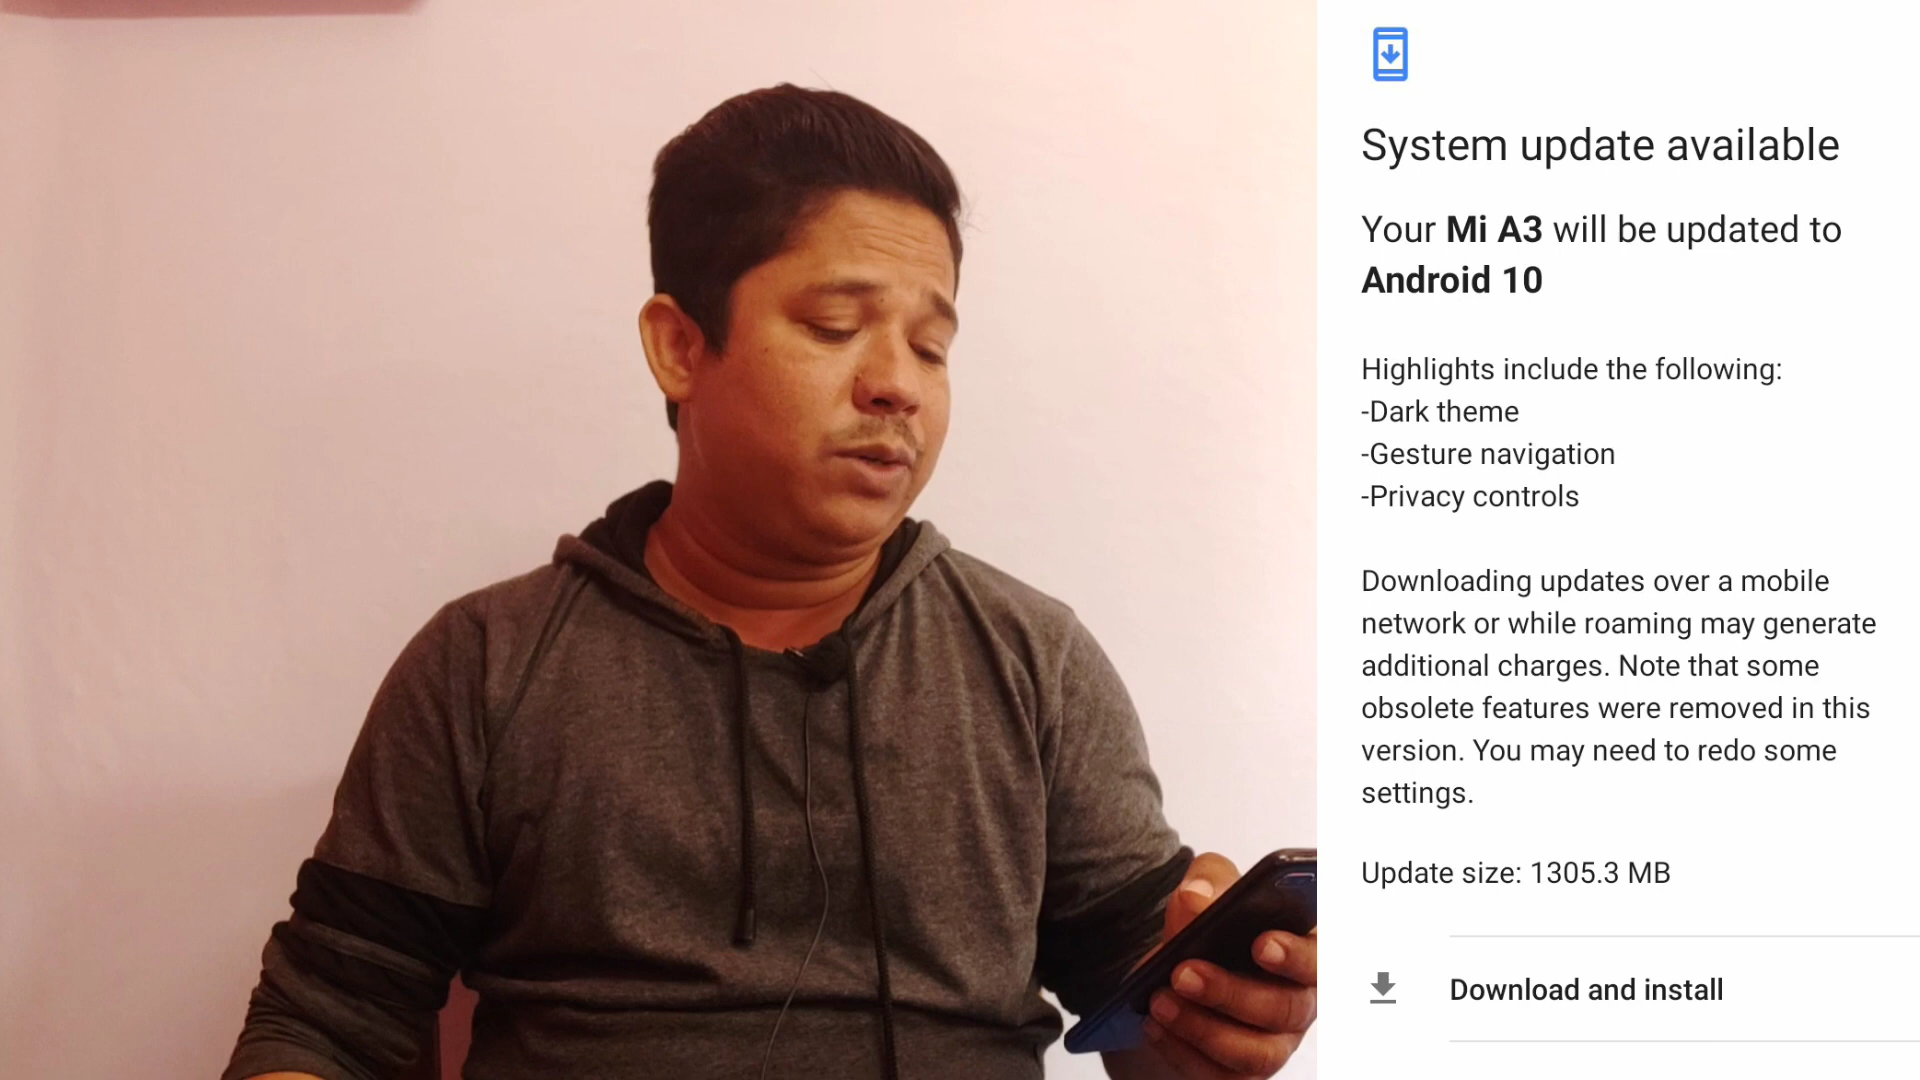 System update available
Your Mi A3 will be updated to
Android 10
Highlights include the following:
-Dark theme
-Gesture navigation
-Privacy controls
Downloading updates over a mobile
network or while roaming may generate
additional charges. Note that some
obsolete features were removed in this
version. You may need to redo some
settings.
Update size: 1305.3 MB
Download and install